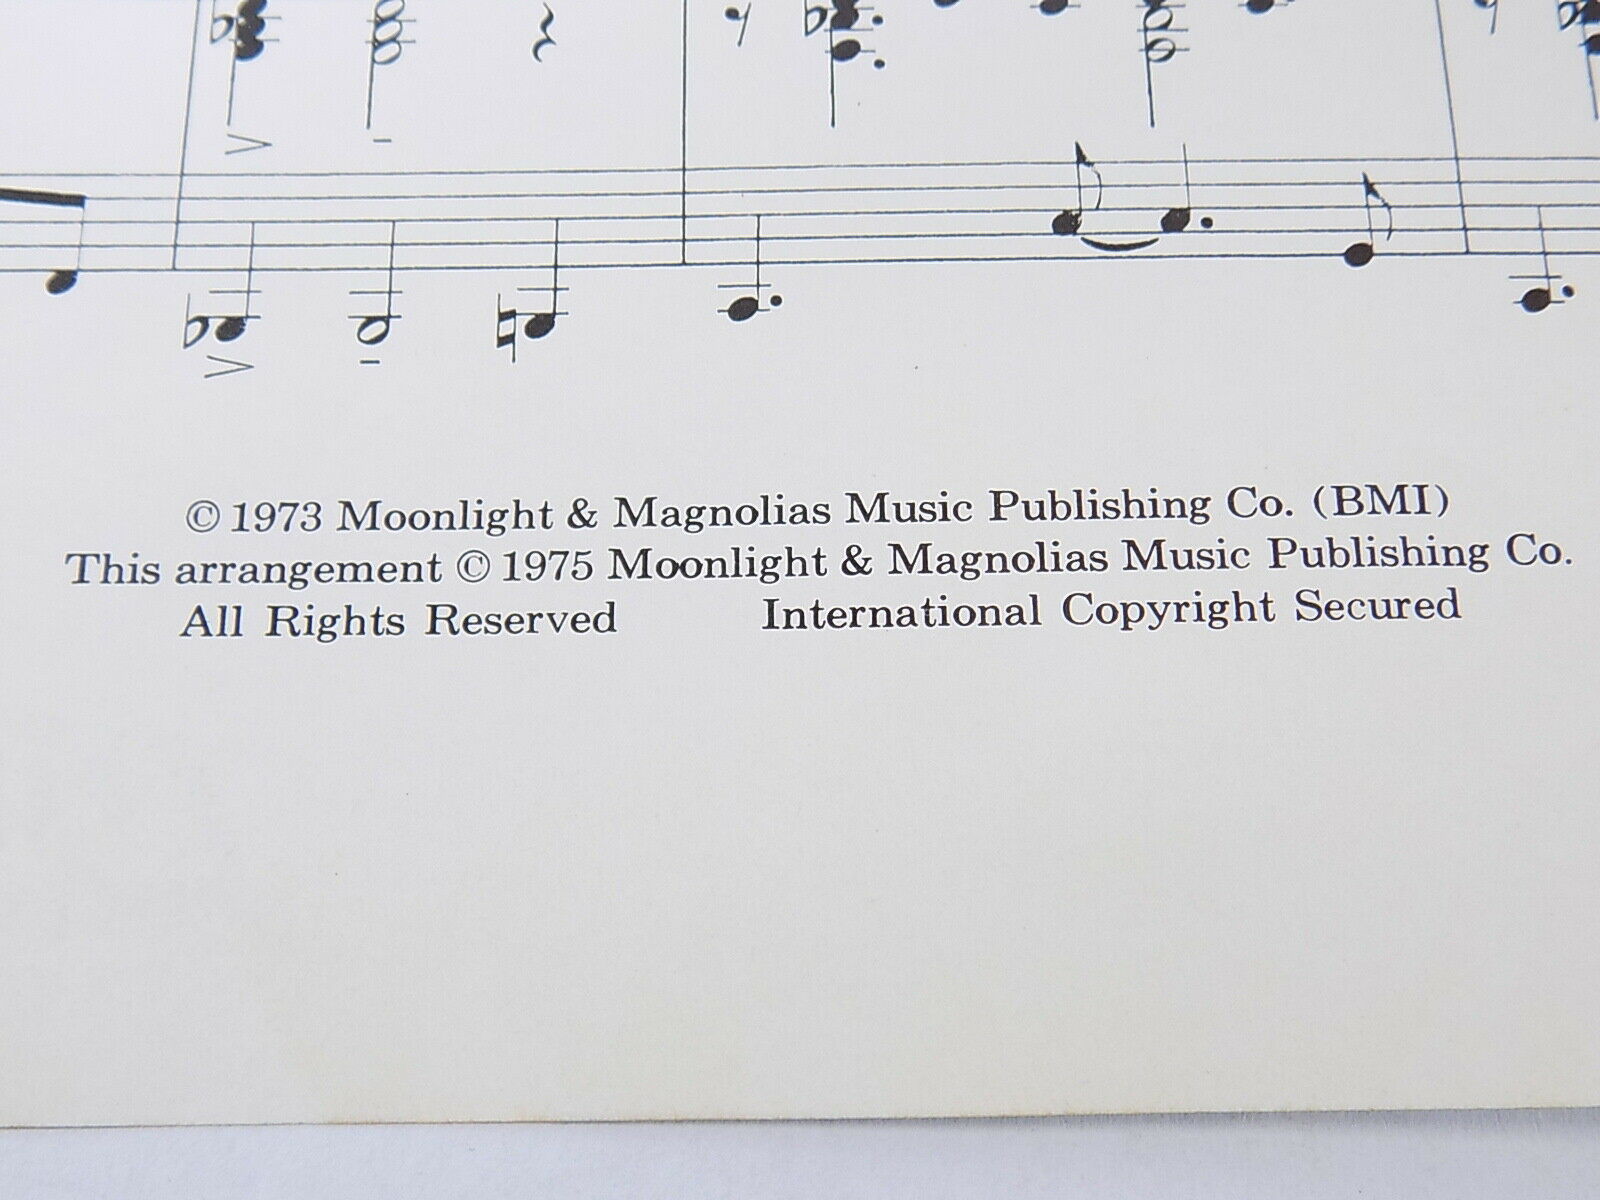 © 1973 Moonlight & Magnolias Music Publishing Co. (BMI)
This arrangement © 1975 Moonlight & Magnolias Music Publishing Co.
All Rights Reserved International Copyright Secured